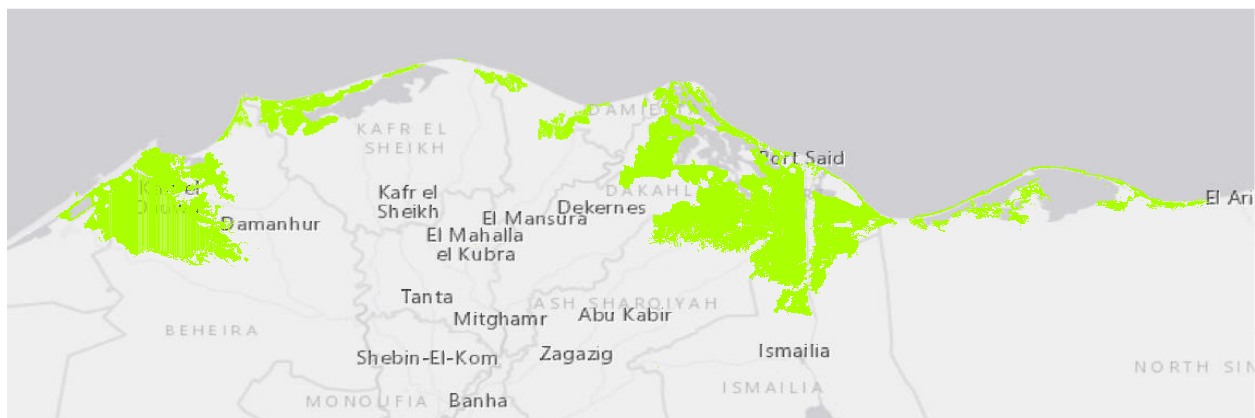 DAMIE
KAFR EL
SHEIKH
Port Said
DAKAHL
Kafr el
Sheikh
Dekernes
El Ari
El Mansura
Damanhur
El Mahalla
el Kubra
Tanta
ASH SHARQIYAH
Abu Kabir
Mitghamr
BEHEIRA
Shebin-El-Kom
Zagazig
Ismailia
NORTH SIN
ISMAILIA
MONOUFIA
Banha